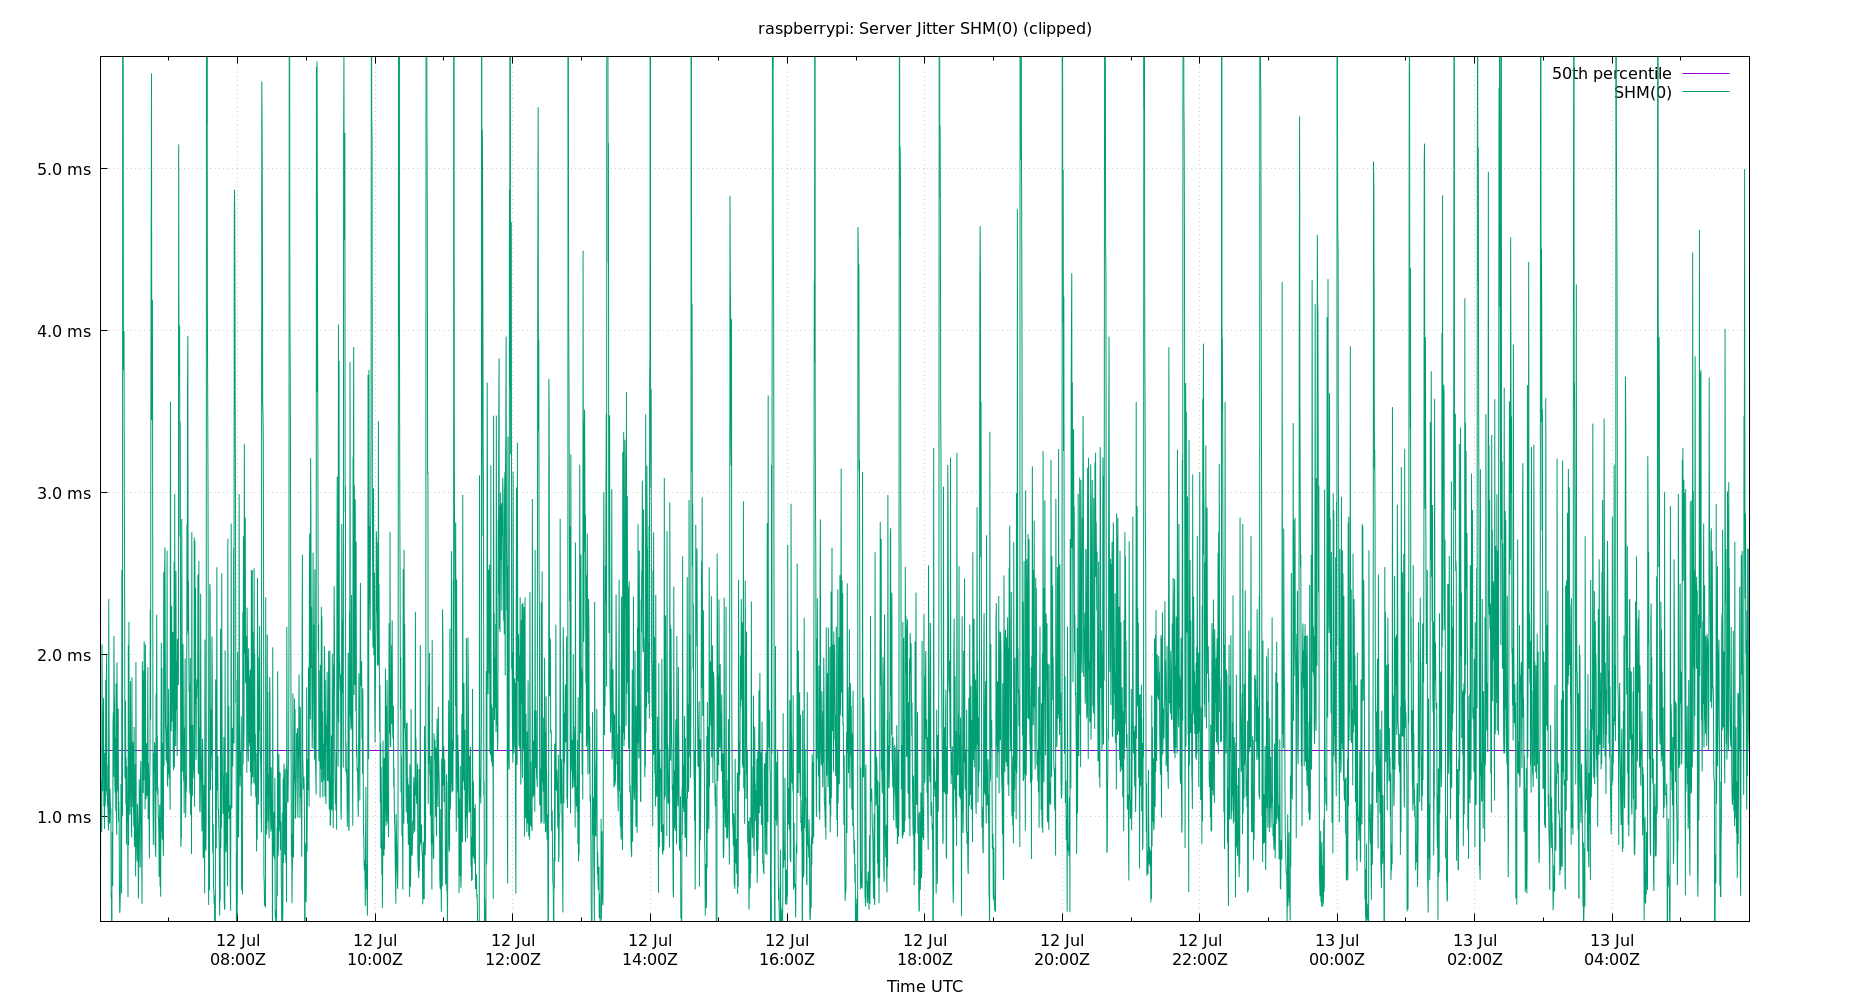 raspberrypi: Server Jitter SHM(0) (clipped)
50th percentile
SHM(0)
5.0 ms
4.0 ms
3.0 ms
2.0 ms
1.0 ms
12 Jul 12 Jul 12 Jul 12 Jul 12 Jul 12 Jul 12 Jul 12 Jul 13 Jul 13 Jul 13 Jul
08:00Z 10:00Z 12:00Z 14:00Z 16:00Z 18:00Z 20:00Z 22:00Z 00:00Z 02:00Z 04:00Z
Time UTC